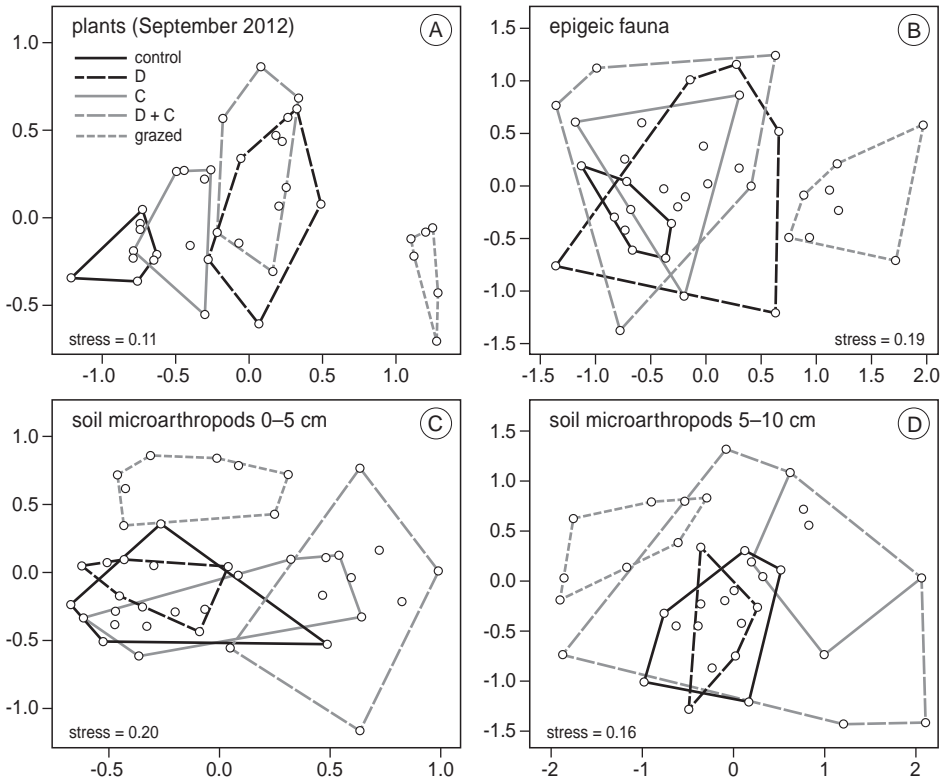 plants (September 2012)
A
control
D
C
D + C
grazed
1.0
0.5
0.0
-0.5
stress = 0.11
-1.0
-0.5
0.0
0.5
epigeic fauna
B
1.5
1.0
0.5
0.0
-0.5
-1.0
-1.5
stress = 0.19
-1.5
-1.0
-0.5
0.0
0.5
1.0
1.5
2.0
soil microarthropods 0–5 cm
C
1.0
0.5
0.0
-0.5
-1.0
stress = 0.20
-0.5
0.0
0.5
1.0
soil microarthropods 5–10 cm
D
1.5
1.0
0.5
0.0
-0.5
-1.0
-1.5
stress = 0.16
-2
-1
0
1
2